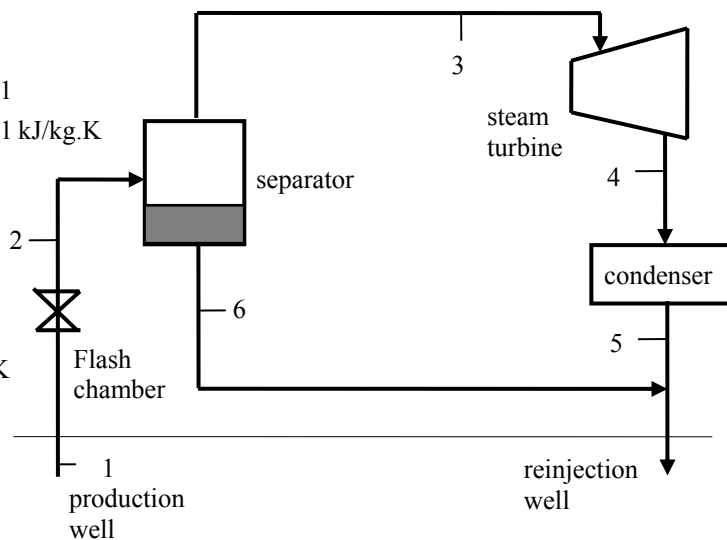 3
1
1 kJ/kg.K
steam
turbine
separator
4
2
condenser
6
5
K
Flash
chamber
1
production
well
reinjection
well